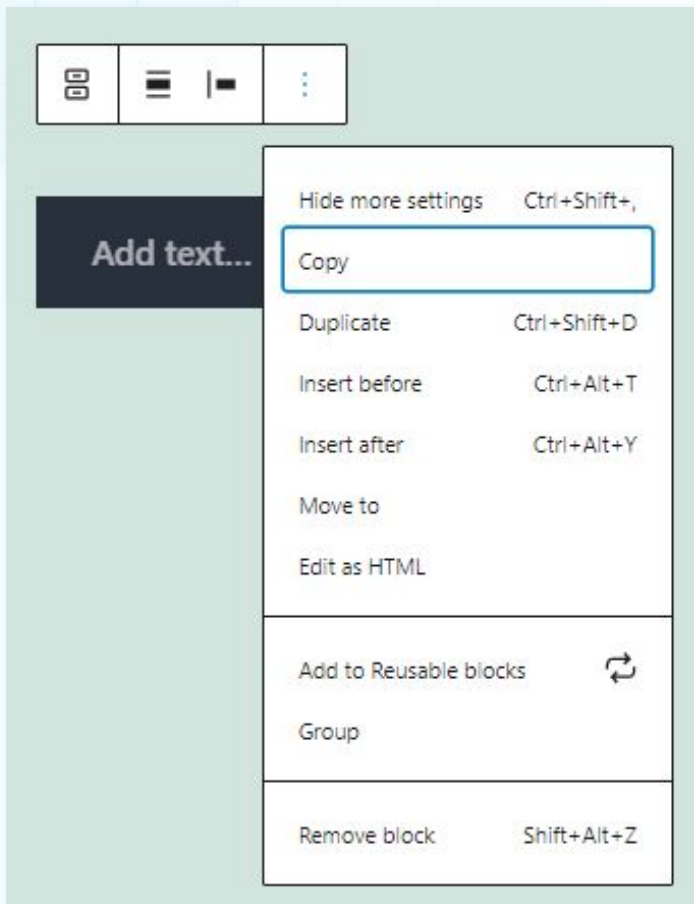 Add text...
Hide more settings Ctrl+Shift+,
Copy
Duplicate Ctrl+Shift+D
Insert before Ctrl+Alt+T
Insert after Ctrl+Alt+Y
Move to
Edit as HTML
Add to Reusable blocks
Group
Remove block Shift+Alt+Z